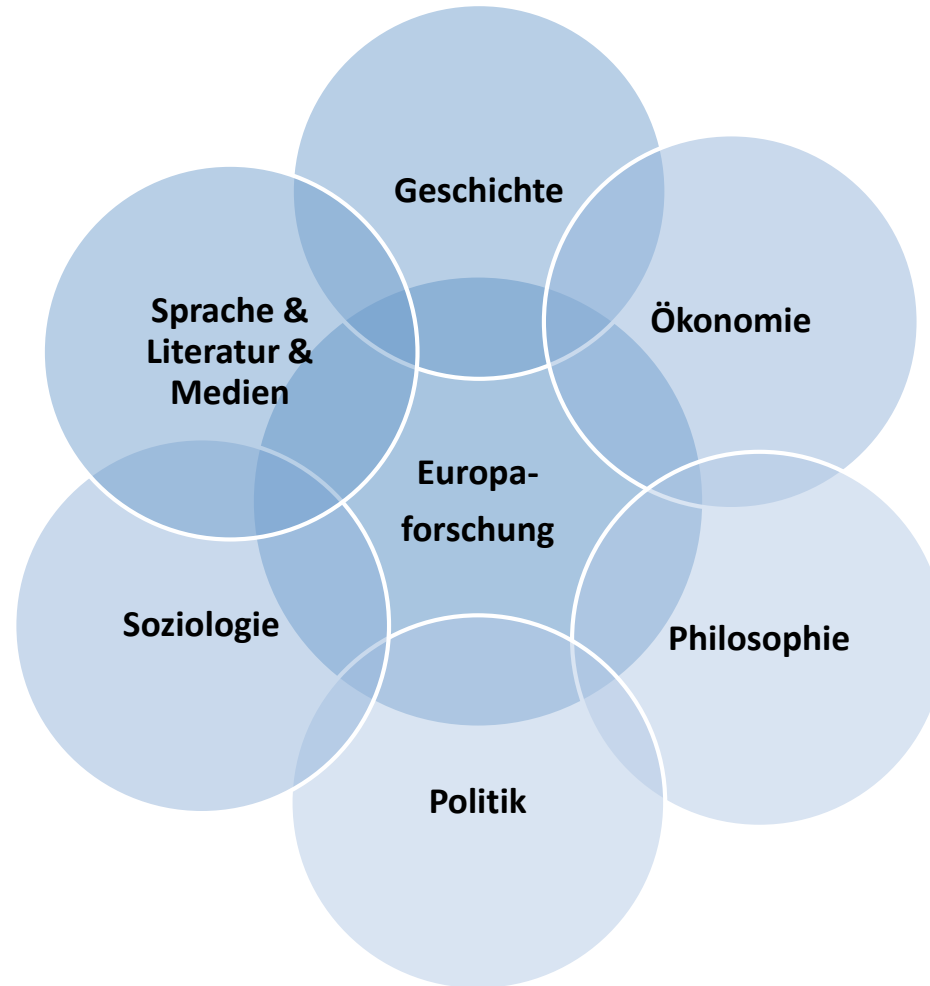 Geschichte
Ökonomie
Sprache &
Literatur &
Medien
Europa-
forschung
Soziologie
Philosophie
Politik